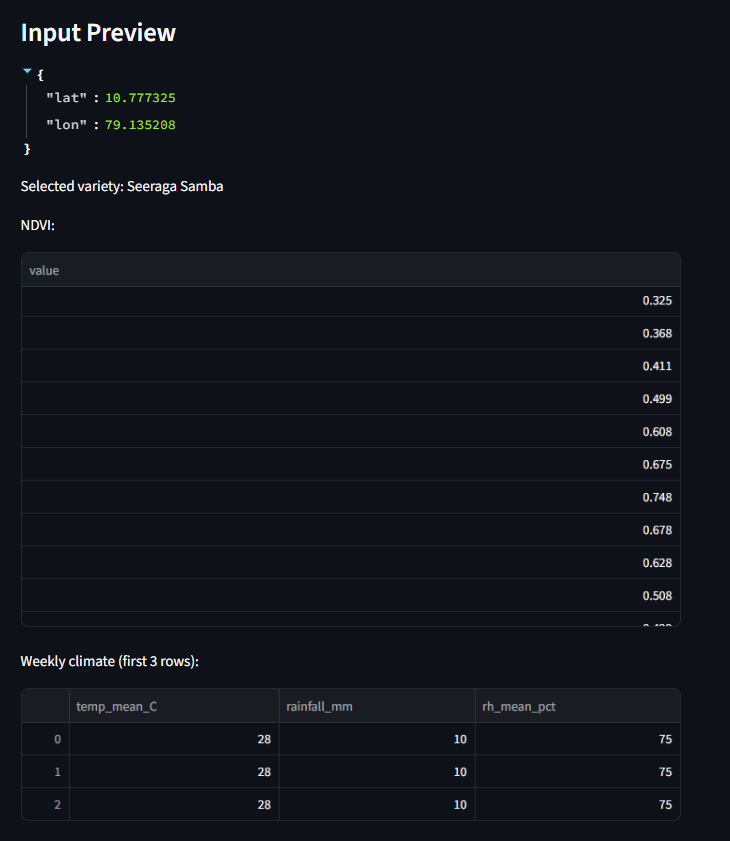 Input Preview
{
"lat" : 10.777325
"lon" : 79.135208
}
Selected variety: Seeraga Samba
NDVI:
value
0.325
0.368
0.411
0.499
0.608
0.675
0.748
0.678
0.628
0.508
Weekly climate (first 3 rows):
temp_mean_C rainfall_mm rh_mean_pct
0 28 10 75
1 28 10 75
2 28 10 75